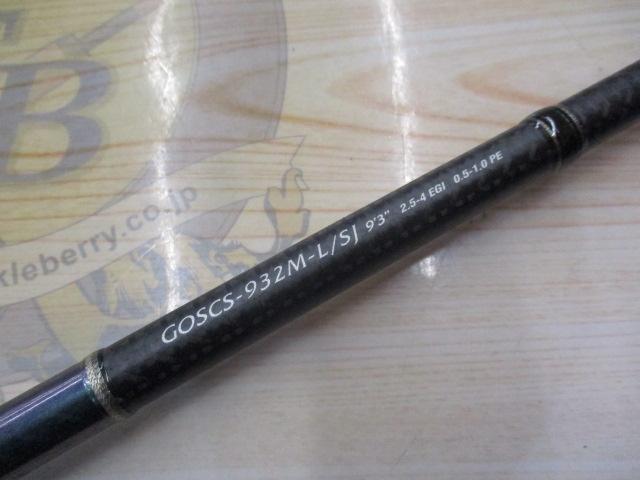 B
kleberry.co.jp
GOSCS-932M-L/SJ 9'3" 2.5-4 EGI 0.5-1.0 PE